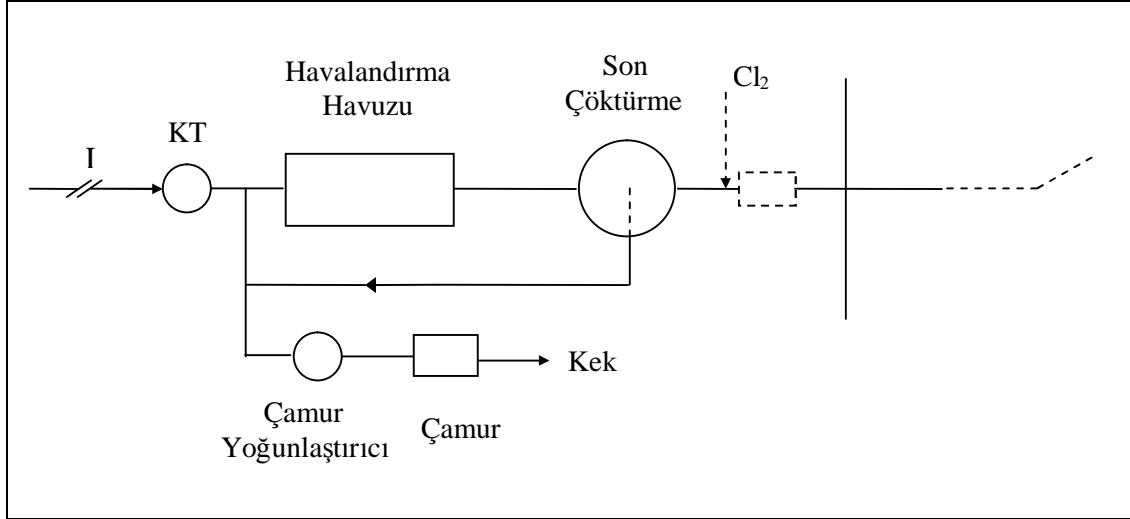 Havalandırma
Havuzu
Son
Çöktürme
Cl₂
KT
I
Kek
Çamur
Yoğunlaştırıcı
Çamur